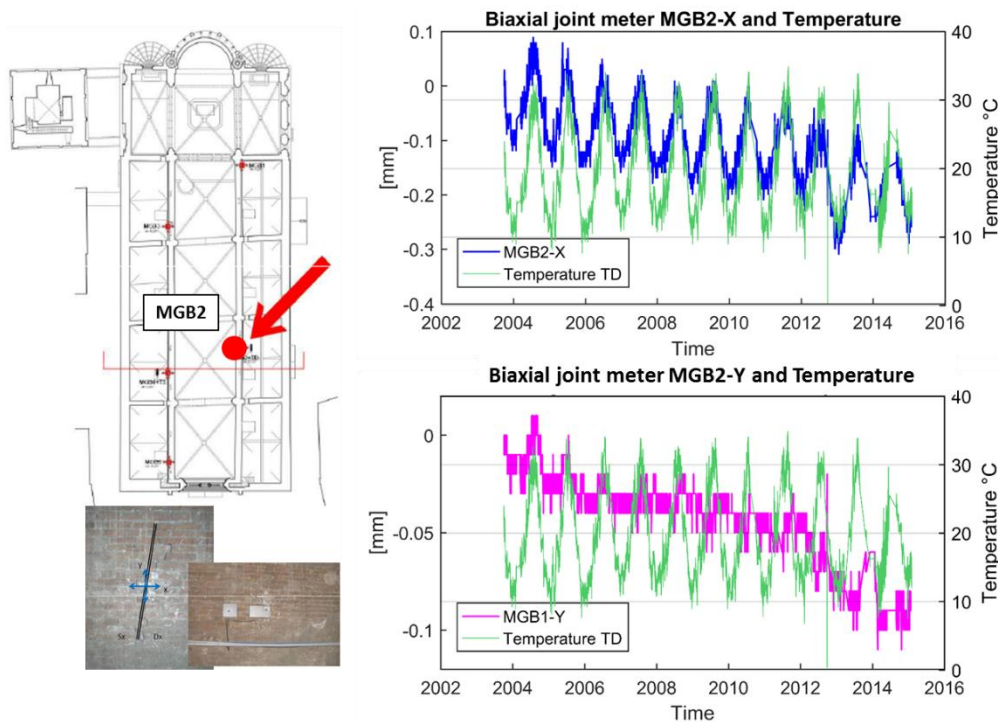 MGB2
Y
x
Sx
Dx
Biaxial joint meter MGB2-X and Temperature
0.1
0
-0.1
-0.2
-0.3
-0.4
[mm]
40
30
20
10
0
Temperature °C
MGB2-X
Temperature TD
2002 2004 2006 2008 2010 2012 2014 2016
Time
Biaxial joint meter MGB2-Y and Temperature
0
-0.05
-0.1
[mm]
40
30
20
10
0
Temperature °C
MGB1-Y
Temperature TD
2002 2004 2006 2008 2010 2012 2014 2016
Time